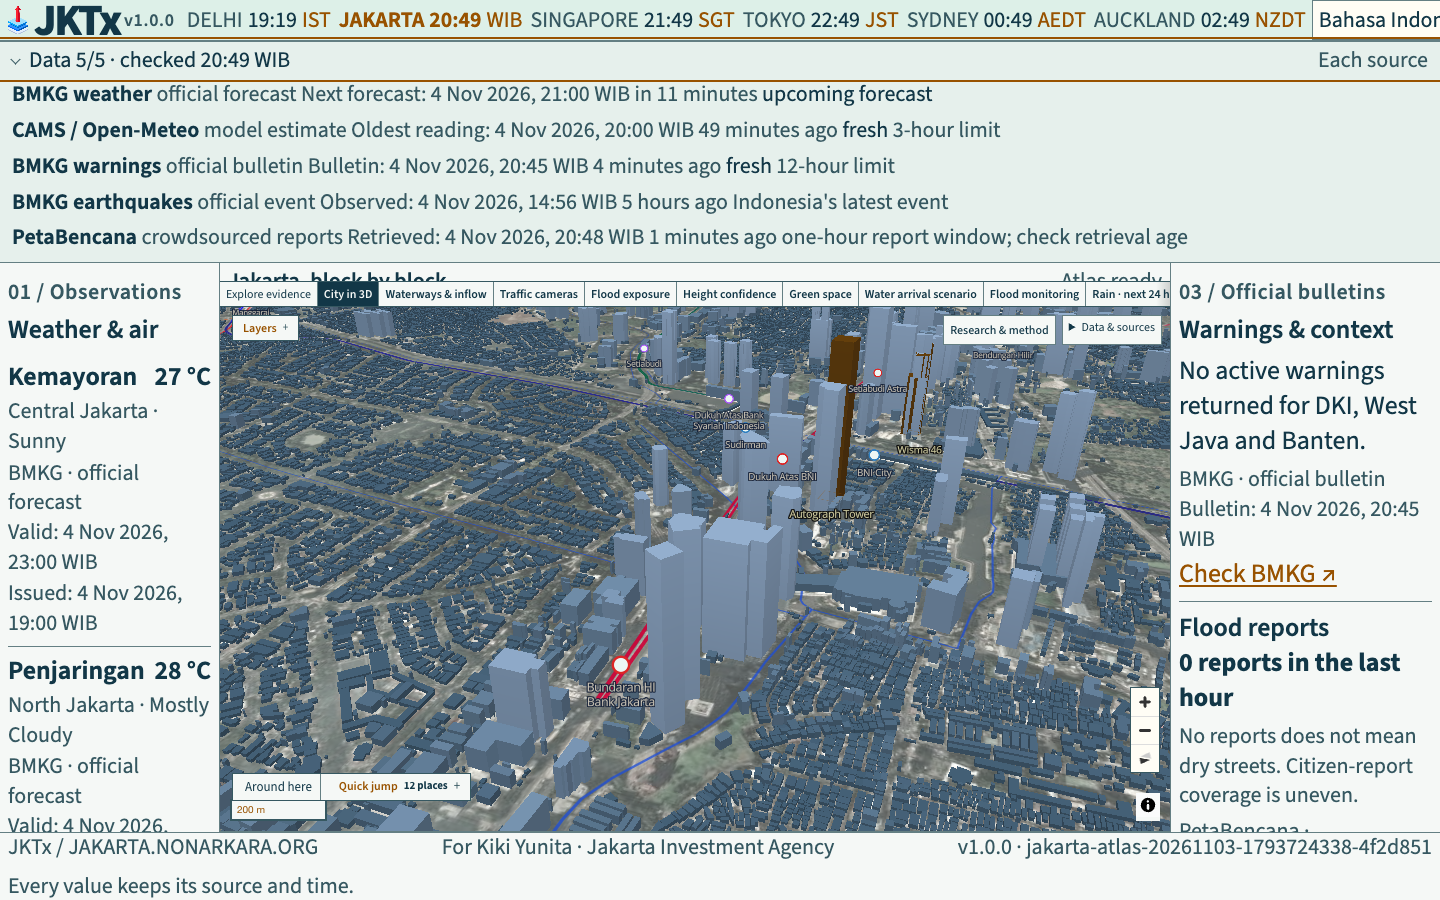 JKTx v1.0.0 DELHI 19:19 IST JAKARTA 20:49 WIB SINGAPORE 21:49 SGT TOKYO 22:49 JST SYDNEY 00:49 AEDT AUCKLAND 02:49 NZDT Bahasa Indor
Data 5/5 · checked 20:49 WIB
Each source
BMKG weather official forecast Next forecast: 4 Nov 2026, 21:00 WIB in 11 minutes upcoming forecast
CAMS / Open-Meteo model estimate Oldest reading: 4 Nov 2026, 20:00 WIB 49 minutes ago fresh 3-hour limit
BMKG warnings official bulletin Bulletin: 4 Nov 2026, 20:45 WIB 4 minutes ago fresh 12-hour limit
BMKG earthquakes official event Observed: 4 Nov 2026, 14:56 WIB 5 hours ago Indonesia's latest event
PetaBencana crowdsourced reports Retrieved: 4 Nov 2026, 20:48 WIB 1 minutes ago one-hour report window; check retrieval age
01 / Observations
Weather & air
Kemayoran 27 °C
Central Jakarta ·
Sunny
BMKG · official
forecast
Valid: 4 Nov 2026,
23:00 WIB
Issued: 4 Nov 2026,
19:00 WIB
Penjaringan 28 °C
North Jakarta · Mostly
Cloudy
BMKG · official
forecast
Valid: 4 Nov 2026,
Jakarta, block by block
Atlas ready
Explore evidence
City in 3D
Waterways & inflow
Traffic cameras
Flood exposure
Height confidence
Green space
Water arrival scenario
Flood monitoring
Rain · next 24 h
Manggarai
Layers +
Research & method
Data & sources
Setiabudi
Bendungan Hilir
Setiabudi Astra
Dukuh Atas Bank
Syariah Indonesia
Sudirman
Wisma 46
Dukuh Atas BNI
BNI City
Autograph Tower
Bundaran HI
Bank Jakarta
Around here
Quick jump 12 places +
200 m
03 / Official bulletins
Warnings & context
No active warnings
returned for DKI, West
Java and Banten.
BMKG · official bulletin
Bulletin: 4 Nov 2026, 20:45
WIB
Check BMKG ↗
Flood reports
0 reports in the last
hour
No reports does not mean
dry streets. Citizen-report
coverage is uneven.
PetaBencana ·
JKTx / JAKARTA.NONARKARA.ORG
For Kiki Yunita · Jakarta Investment Agency
v1.0.0 · jakarta-atlas-20261103-1793724338-4f2d851
Every value keeps its source and time.